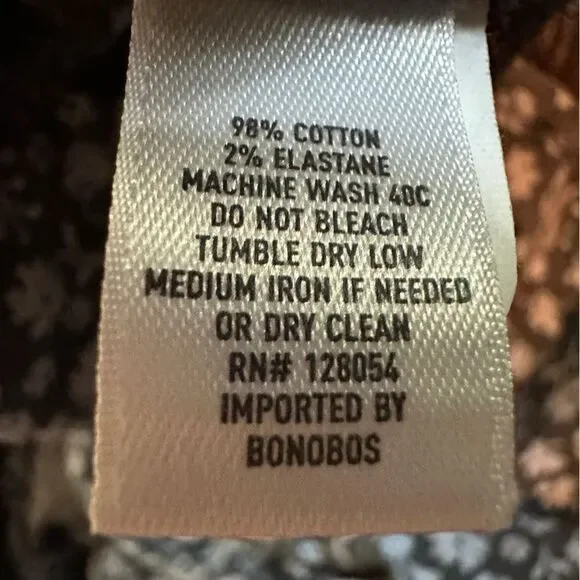 98% COTTON
2% ELASTANE
MACHINE WASH 40C
DO NOT BLEACH
TUMBLE DRY LOW
MEDIUM IRON IF NEEDED
OR DRY CLEAN
RN# 128054
IMPORTED BY
BONOBOS